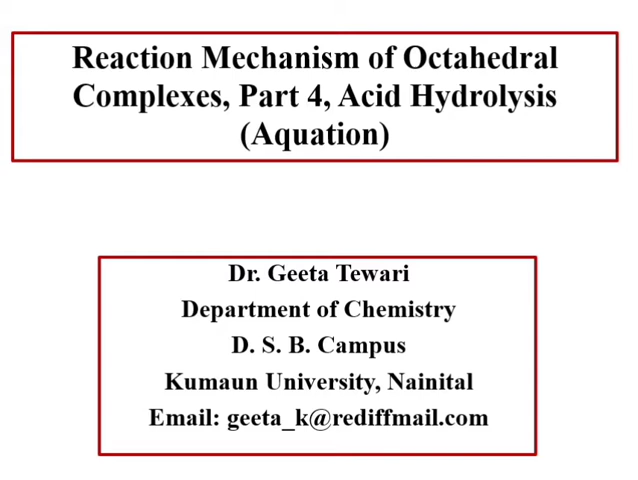 Reaction Mechanism of Octahedral
Complexes, Part 4, Acid Hydrolysis
(Aquation)
Dr. Geeta Tewari
Department of Chemistry
D. S. B. Campus
Kumaun University, Nainital
Email: geeta_k@rediffmail.com